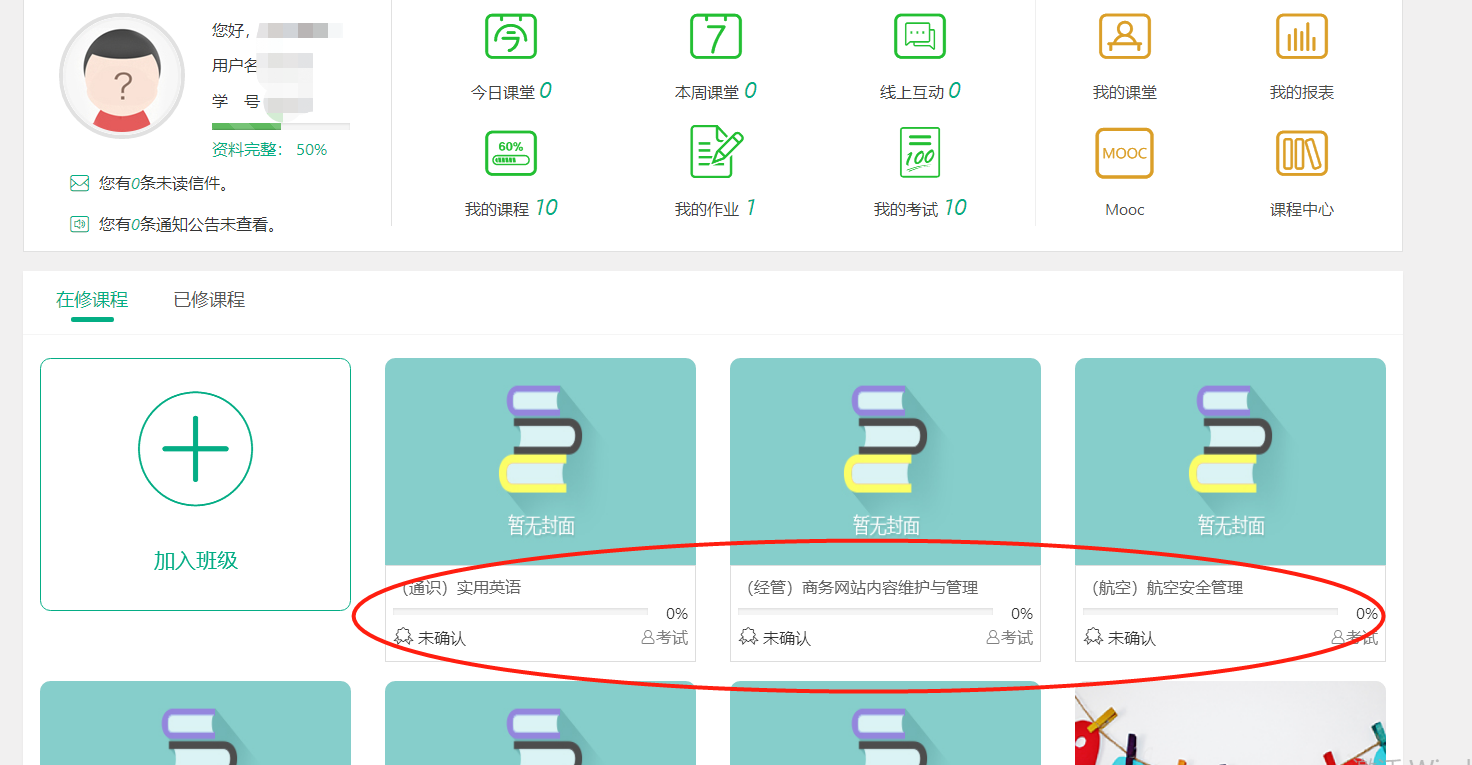 您好,
用户名
学 号
资料完整: 50%
您有0条未读信件。
您有0条通知公告未查看。
?
今日课堂 0
7
本周课堂 0
线上互动 0
我的课堂
我的报表
60%
我的课程 10
我的作业 1
100
我的考试 10
MOOC
Mooc
课程中心
在修课程 已修课程
加入班级
暂无封面
(通识)实用英语
0%
未确认 考试
暂无封面
(经管)商务网站内容维护与管理
0%
未确认 考试
暂无封面
(航空)航空安全管理
0%
未确认 考试